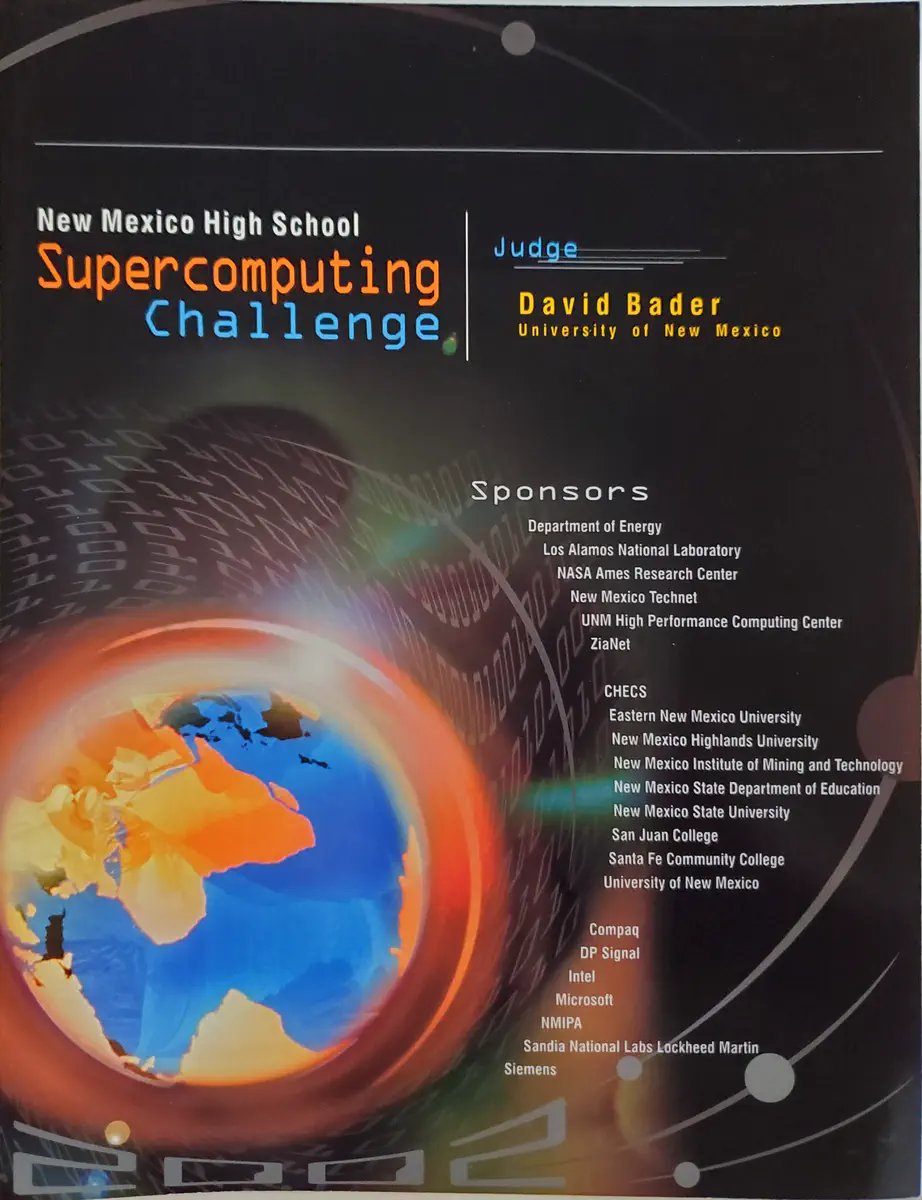 New Mexico High School
Supercomputing
Challenge
Judge
David Bader
University of New Mexico
Sponsors
Department of Energy
Los Alamos National Laboratory
NASA Ames Research Center
New Mexico Technet
UNM High Performance Computing Center
ZiaNet
CHECS
Eastern New Mexico University
New Mexico Highlands University
New Mexico Institute of Mining and Technology
New Mexico State Department of Education
New Mexico State University
San Juan College
Santa Fe Community College
University of New Mexico
Compaq
DP Signal
Intel
Microsoft
NMIPA
Sandia National Labs Lockheed Martin
Siemens
2002